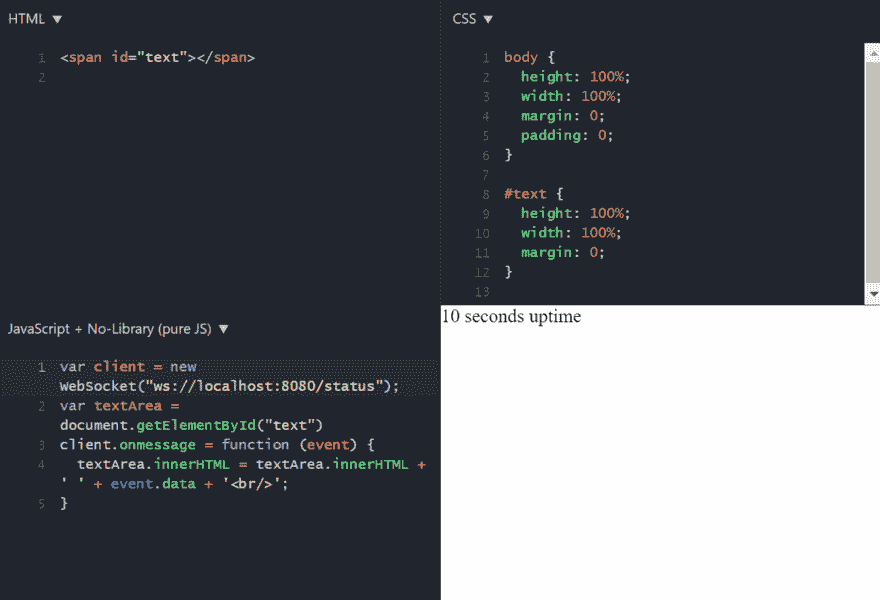 HTML ▼
1 <span id="text"></span>
2
CSS ▼
1 body {
2 height: 100%;
3 width: 100%;
4 margin: 0;
5 padding: 0;
6 }
7
8 #text {
9 height: 100%;
10 width: 100%;
11 margin: 0;
12 }
13
JavaScript + No-Library (pure JS) ▼
1 var client = new
WebSocket("ws://localhost:8080/status");
2 var textArea =
document.getElementById("text")
3 client.onmessage = function (event) {
4 textArea.innerHTML = textArea.innerHTML +
' ' + event.data + '<br/>';
5 }
10 seconds uptime